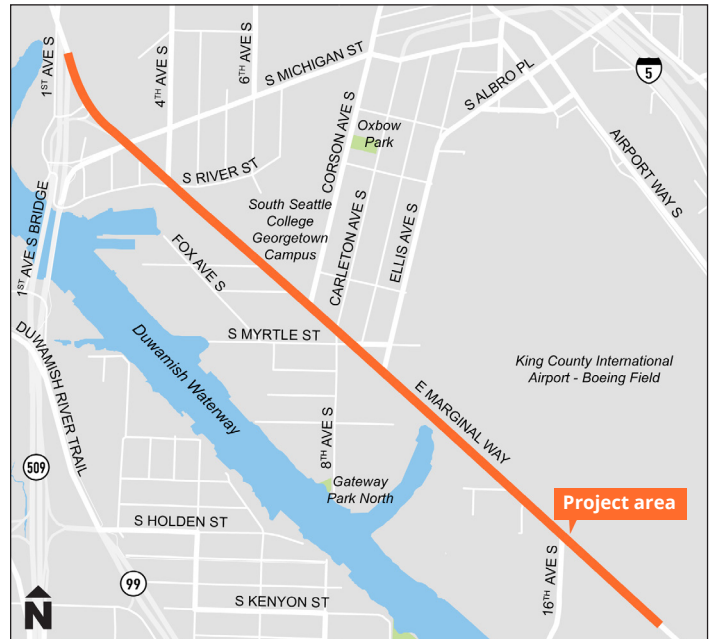 1ST AVE S
4TH AVE S
6TH AVE S
S MICHIGAN ST
5
S ALBRO PL
AIRPORT WAY S
Oxbow
Park
CORSON AVE S
S RIVER ST
South Seattle
College
Georgetown
Campus
CARLETON AVE S
ELLIS AVE S
1ST AVE S BRIDGE
FOX AVE S
DUWAMISH RIVER TRAIL
Duwamish Waterway
S MYRTLE ST
King County International
Airport - Boeing Field
E MARGINAL WAY
8TH AVE S
Gateway
Park North
509
Project area
S HOLDEN ST
99
16TH AVE S
S KENYON ST
N